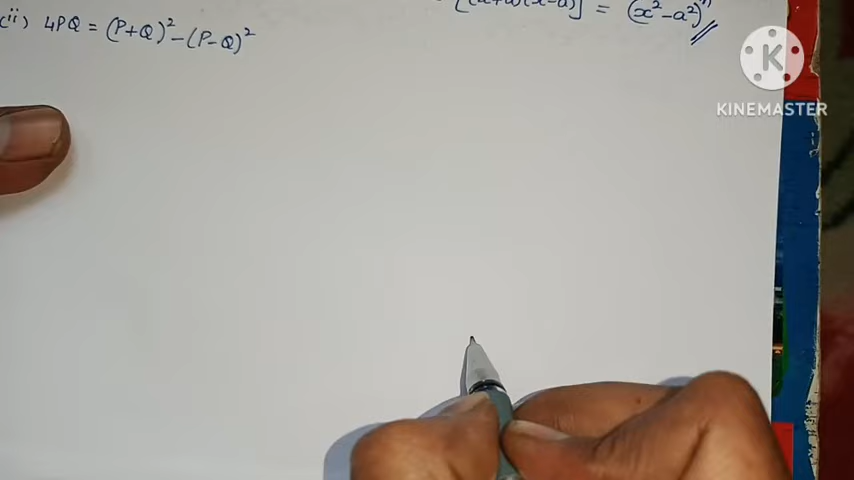 [(x+a)(x-a)] = (x²-a²)ⁿ
(ii) 4PQ = (P+Q)² - (P-Q)²
KINEMASTER